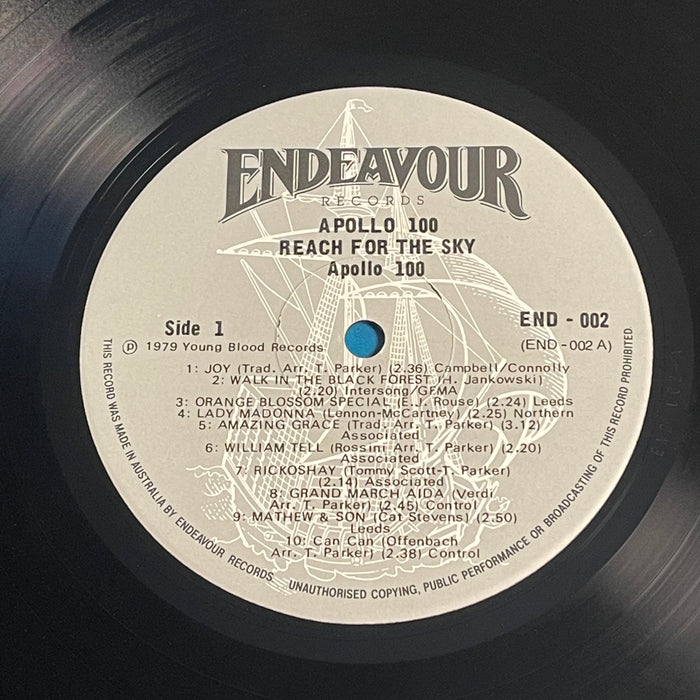 ENDEAVOUR
RECORDS
APOLLO 100
REACH FOR THE SKY
Apollo 100
Side 1
END - 002
Ⓟ 1979 Young Blood Records
(END - 002 A)
1: JOY (Trad. Arr. T. Parker) (2.36) Campbell/Connolly
2: WALK IN THE BLACK FOREST (H. Jankowski)
(2.20) Intersong/GEMA
3: ORANGE BLOSSOM SPECIAL (E.J. Rouse) (2.24) Leeds
4: LADY MADONNA (Lennon-McCartney) (2.25) Northern
5: AMAZING GRACE (Trad. Arr. T. Parker) (3.12)
Associated
6: WILLIAM TELL (Rossini Arr. T. Parker) (2.20)
Associated
7: RICKOSHAY (Tommy Scott-T. Parker)
(2.14) Associated
8: GRAND MARCH AIDA (Verdi
Arr. T. Parker) (2.45) Control
9: MATHEW & SON (Cat Stevens) (2.50)
Leeds
10: Can Can (Offenbach
Arr. T. Parker) (2.38) Control
THIS RECORD WAS MADE IN AUSTRALIA BY ENDEAVOUR RECORDS UNAUTHORISED COPYING, PUBLIC PERFORMANCE OR BROADCASTING OF THIS RECORD PROHIBITED.